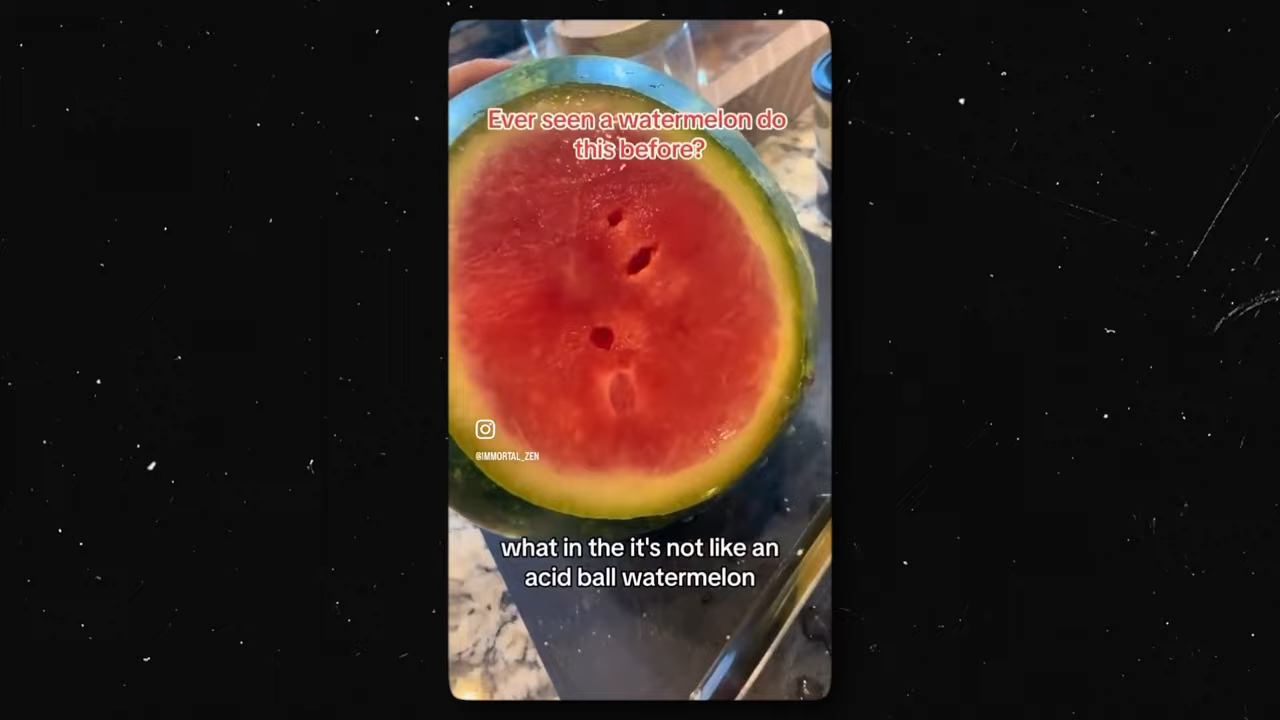 Ever seen a watermelon do
this before?
@IMMORTAL_ZEN
what in the it's not like an
acid ball watermelon